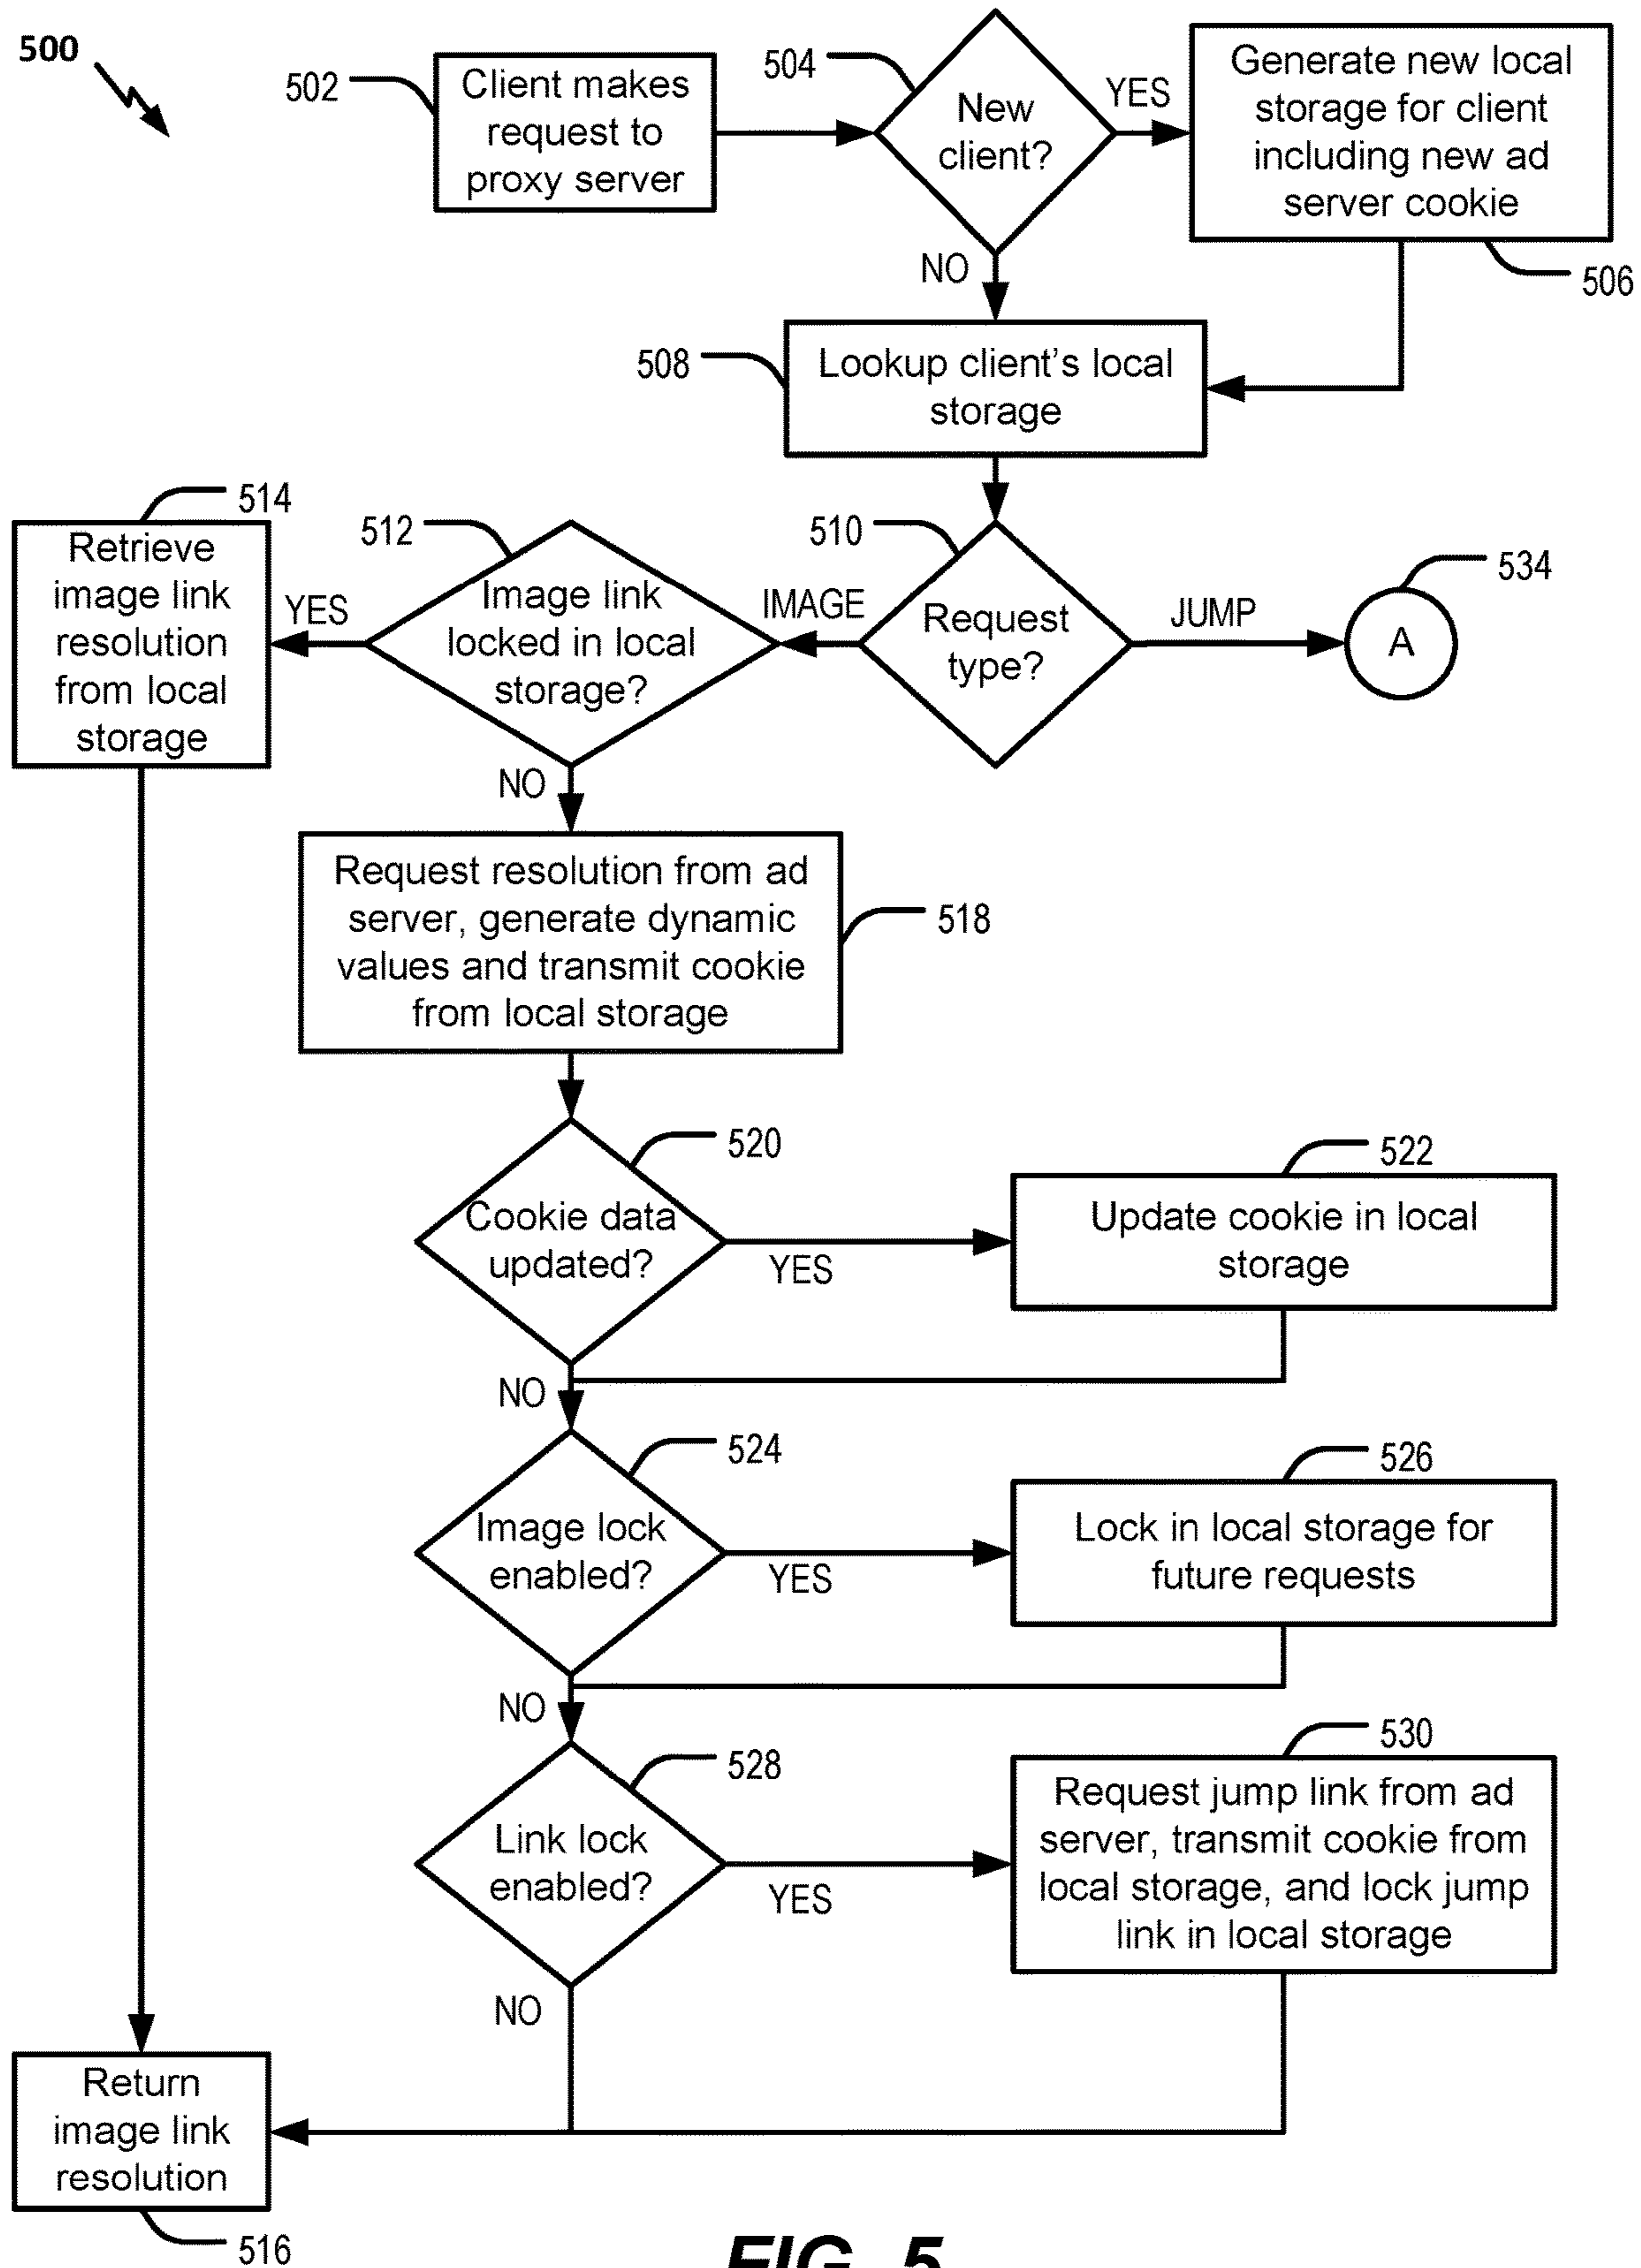 500
502
Client makes
request to
proxy server
504
New
client?
YES
Generate new local
storage for client
including new ad
server cookie
506
NO
508
Lookup client's local
storage
510
Request
type?
IMAGE
JUMP
534
A
512
Image link
locked in local
storage?
YES
514
Retrieve
image link
resolution
from local
storage
NO
Request resolution from ad
server, generate dynamic
values and transmit cookie
from local storage
518
520
Cookie data
updated?
YES
522
Update cookie in local
storage
NO
524
Image lock
enabled?
YES
526
Lock in local storage for
future requests
NO
528
Link lock
enabled?
YES
530
Request jump link from ad
server, transmit cookie from
local storage, and lock jump
link in local storage
NO
Return
image link
resolution
516
FIG. 5